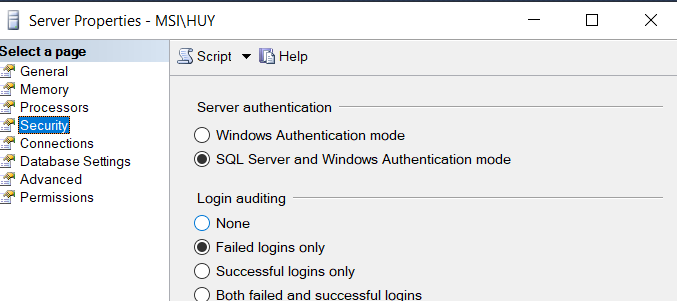 Server Properties - MSI\HUY
Select a page
General
Memory
Processors
Security
Connections
Database Settings
Advanced
Permissions
Script
Help
Server authentication
Windows Authentication mode
SQL Server and Windows Authentication mode
Login auditing
None
Failed logins only
Successful logins only
Both failed and successful logins